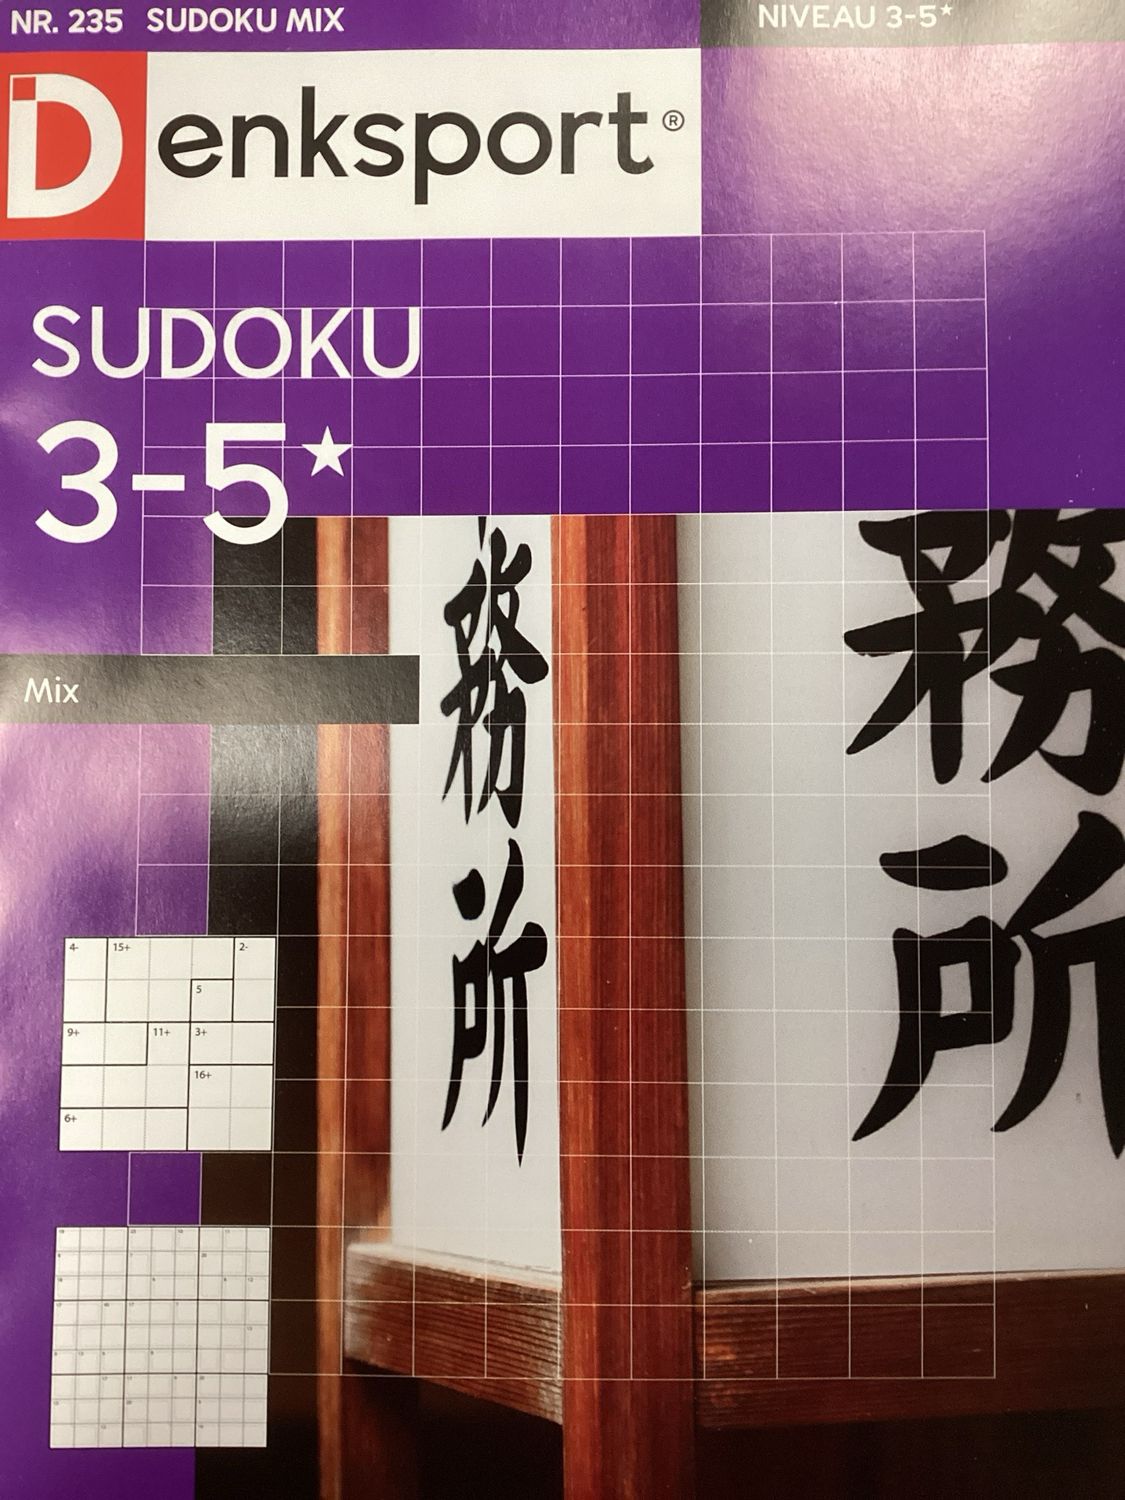 NR. 235 SUDOKU MIX
NIVEAU 3-5★
Denksport®
SUDOKU
3-5★
Mix
務所
務所
4- 15+ 2-
5
9+ 11+ 3+
16+
6+